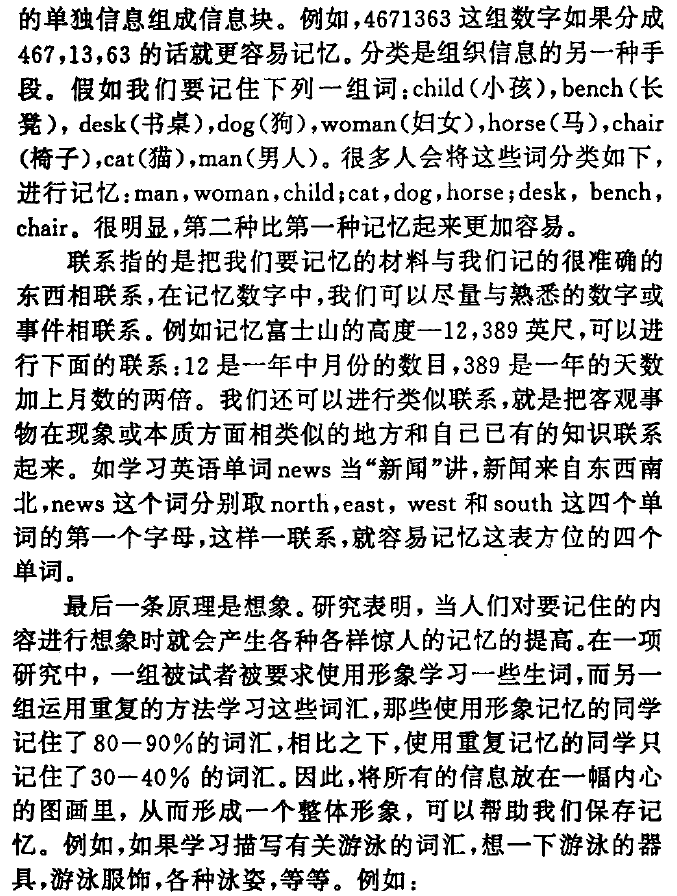 的单独信息组成信息块。例如,4671363 这组数字如果分成
467,13,63 的话就更容易记忆。分类是组织信息的另一种手
段。假如我们要记住下列一组词:child(小孩),bench(长
凳), desk(书桌),dog(狗),woman(妇女),horse(马),chair
(椅子),cat(猫),man(男人)。很多人会将这些词分类如下,
进行记忆:man,woman,child;cat,dog,horse;desk, bench,
chair。很明显,第二种比第一种记忆起来更加容易。
联系指的是把我们要记忆的材料与我们记的很准确的
东西相联系,在记忆数字中,我们可以尽量与熟悉的数字或
事件相联系。例如记忆富士山的高度—12,389 英尺,可以进
行下面的联系:12 是一年中月份的数目,389 是一年的天数
加上月数的两倍。我们还可以进行类似联系,就是把客观事
物在现象或本质方面相类似的地方和自己已有的知识联系
起来。如学习英语单词 news 当“新闻”讲,新闻来自东西南
北,news 这个词分别取 north,east, west 和 south 这四个单
词的第一个字母,这样一联系,就容易记忆这表方位的四个
单词。
最后一条原理是想象。研究表明, 当人们对要记住的内
容进行想象时就会产生各种各样惊人的记忆的提高。在一项
研究中, 一组被试者被要求使用形象学习一些生词,而另一
组运用重复的方法学习这些词汇,那些使用形象记忆的同学
记住了 80—90%的词汇,相比之下,使用重复记忆的同学只
记住了30—40% 的词汇。因此,将所有的信息放在一幅内心
的图画里, 从而形成一个整体形象, 可以帮助我们保存记
忆。例如,如果学习描写有关游泳的词汇,想一下游泳的器
具,游泳服饰,各种泳姿,等等。例如: